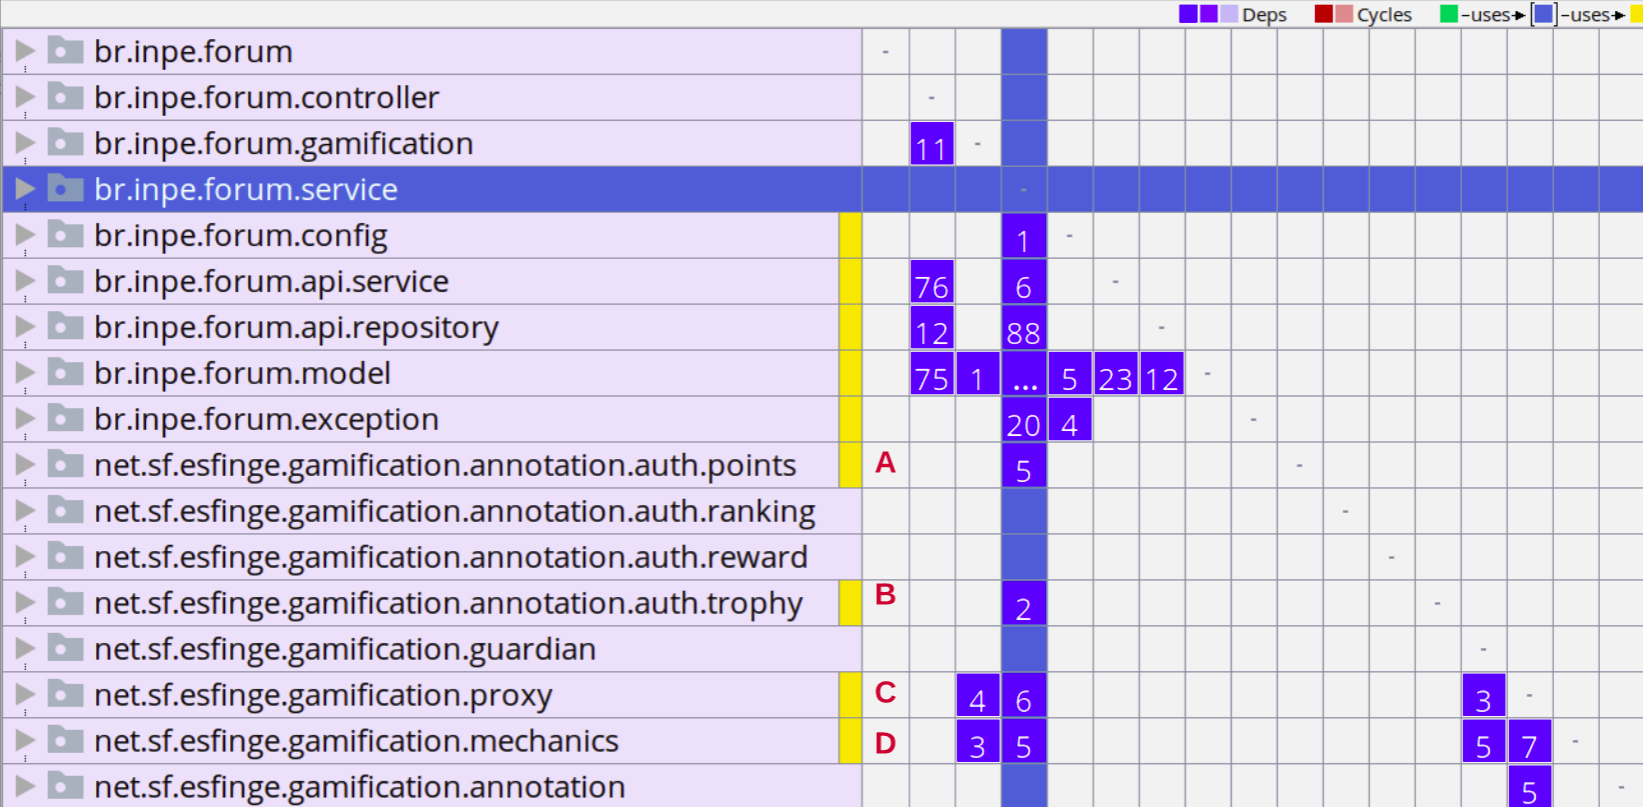 Deps Cycles –uses→ [ ] –uses→
br.inpe.forum -
br.inpe.forum.controller -
br.inpe.forum.gamification 11 -
br.inpe.forum.service -
br.inpe.forum.config 1 -
br.inpe.forum.api.service 76 6 -
br.inpe.forum.api.repository 12 88 -
br.inpe.forum.model 75 1 ... 5 23 12 -
br.inpe.forum.exception 20 4 -
net.sf.esfinge.gamification.annotation.auth.points A 5 -
net.sf.esfinge.gamification.annotation.auth.ranking -
net.sf.esfinge.gamification.annotation.auth.reward -
net.sf.esfinge.gamification.annotation.auth.trophy B 2 -
net.sf.esfinge.gamification.guardian -
net.sf.esfinge.gamification.proxy C 4 6 3 -
net.sf.esfinge.gamification.mechanics D 3 5 5 7 -
net.sf.esfinge.gamification.annotation 5 -